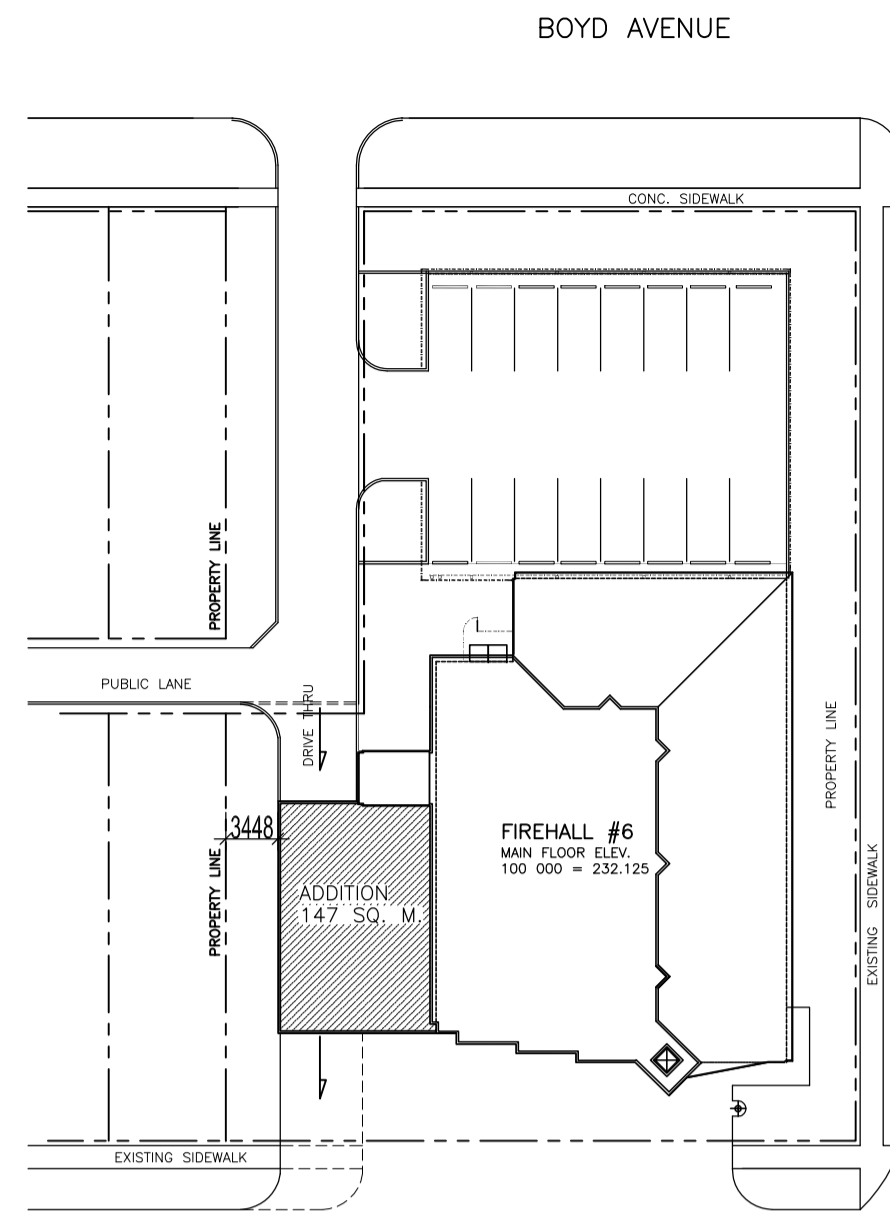 BOYD AVENUE
CONC. SIDEWALK
PROPERTY LINE
PUBLIC LANE
DRIVE THRU
PROPERTY LINE
3448
FIREHALL #6
MAIN FLOOR ELEV.
100 000 = 232.125
PROPERTY LINE
ADDITION
147 SQ. M.
EXISTING SIDEWALK
EXISTING SIDEWALK